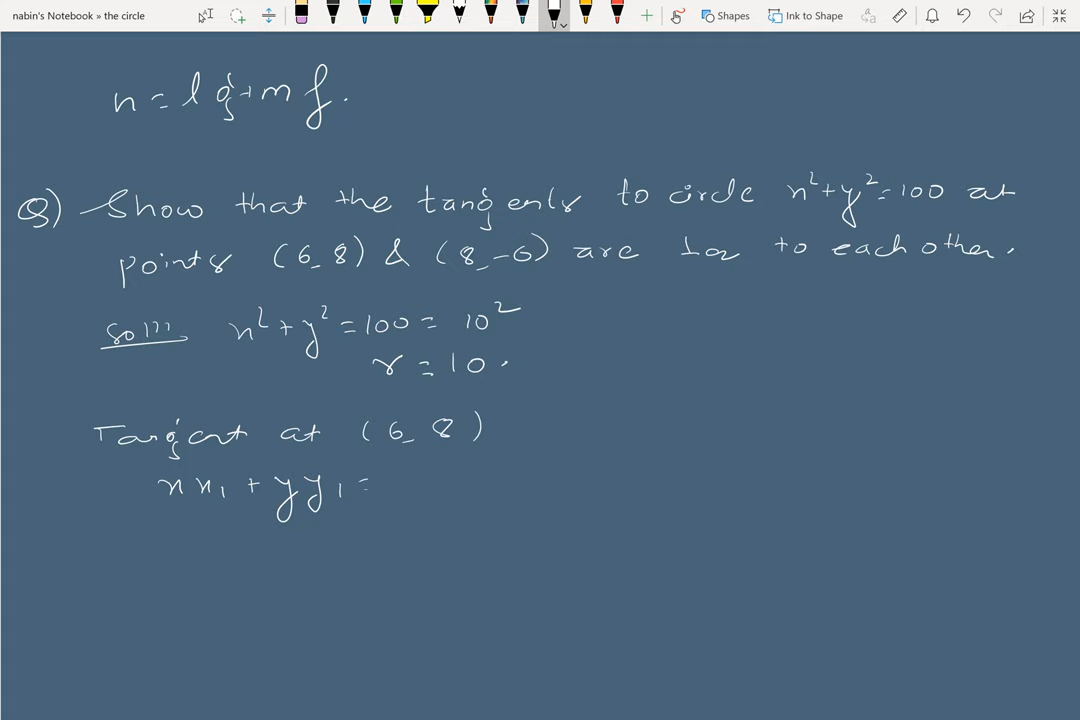 nabin's Notebook » the circle
Shapes
Ink to Shape
n = lg + mf.
Q) Show that the tangents to circle x² + y² = 100 at
points (6, 8) & (8, -6) are ⊥ar to each other.
Soln. x² + y² = 100 = 10²
r = 10.
Tangent at (6, 8)
xx₁ + yy₁ =